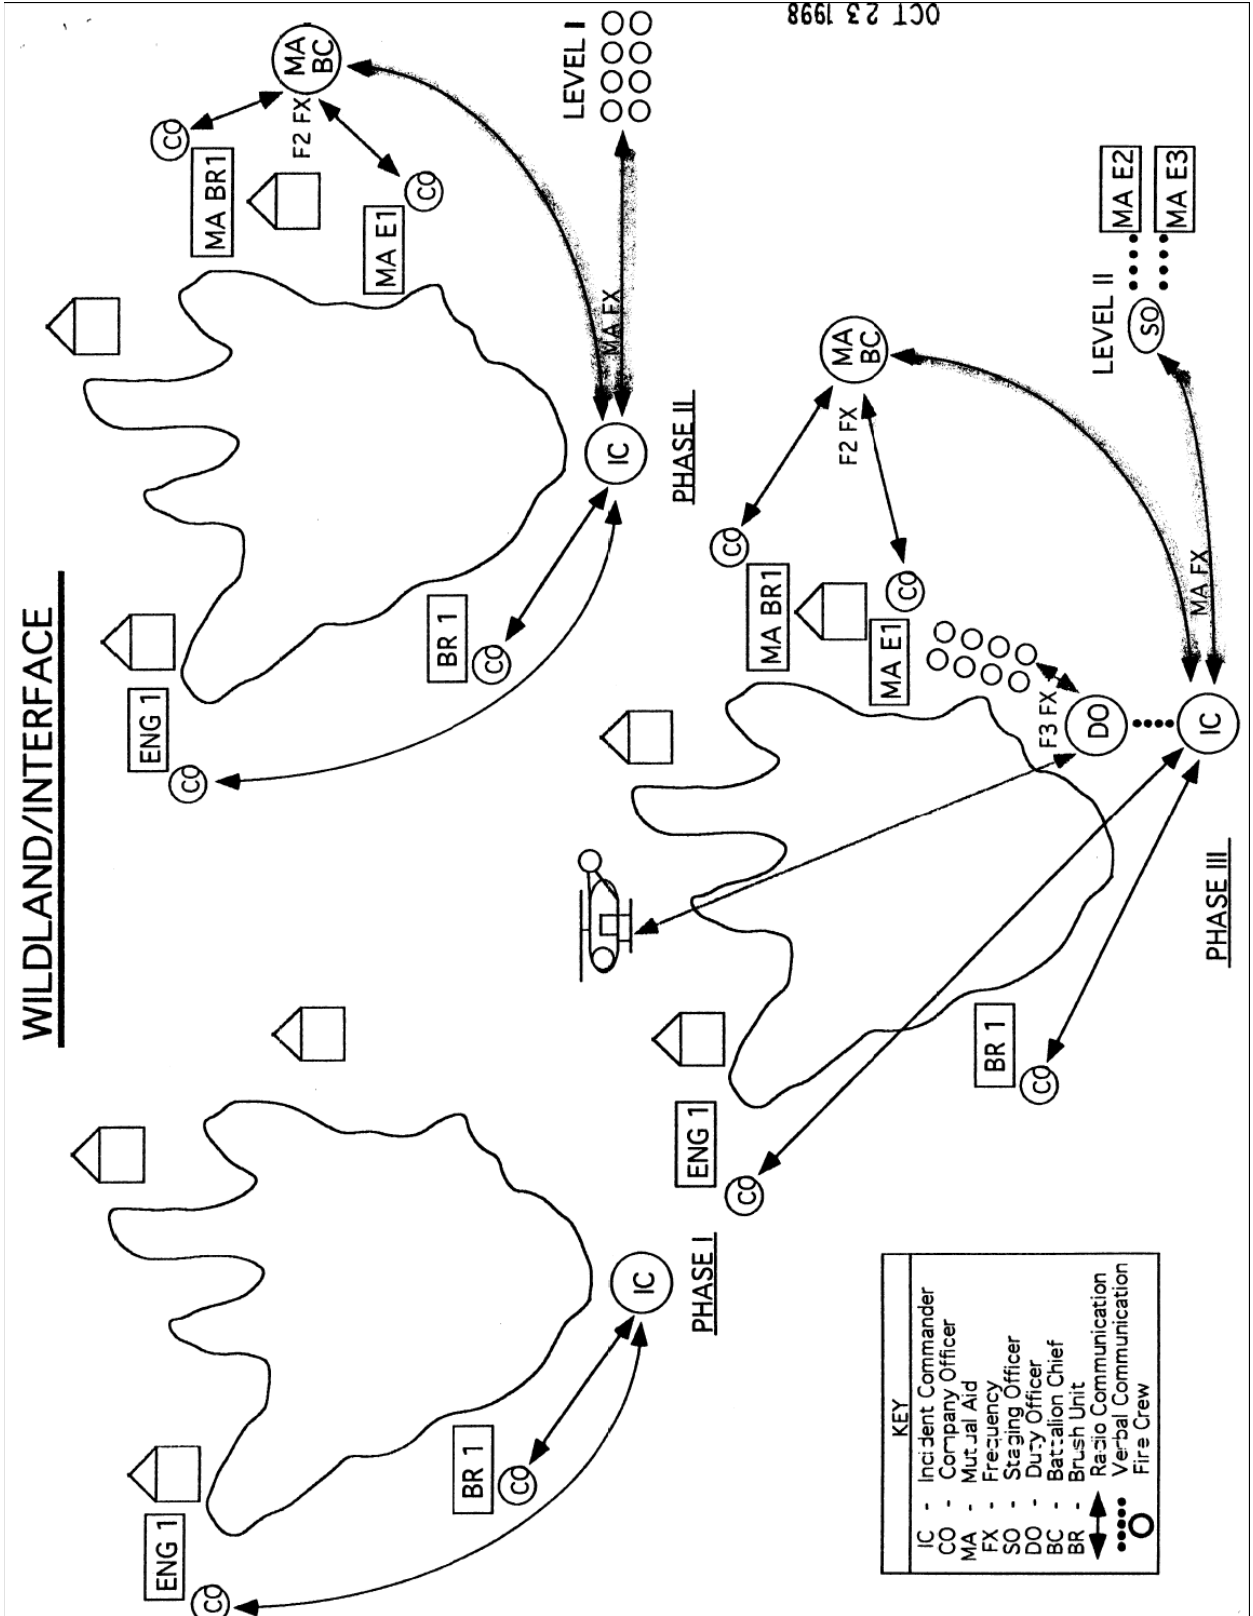 WILDLAND/INTERFACE
ENG 1
CO
BR 1
CO
IC
PHASE I
ENG 1
CO
BR 1
CO
IC
PHASE II
MA FX
MA BR1
CO
MA E1
CO
F2 FX
MA
BC
LEVEL I
OCT 23 1998
ENG 1
CO
BR 1
CO
IC
DO
F3 FX
PHASE III
MA FX
MA BR1
CO
MA E1
CO
F2 FX
MA
BC
LEVEL II
SO
MA E2
MA E3
KEY
IC - Incident Commander
CO - Company Officer
MA - Mutual Aid
FX - Frequency
SO - Staging Officer
DO - Duty Officer
BC - Battalion Chief
BR - Brush Unit
Radio Communication
Verbal Communication
Fire Crew